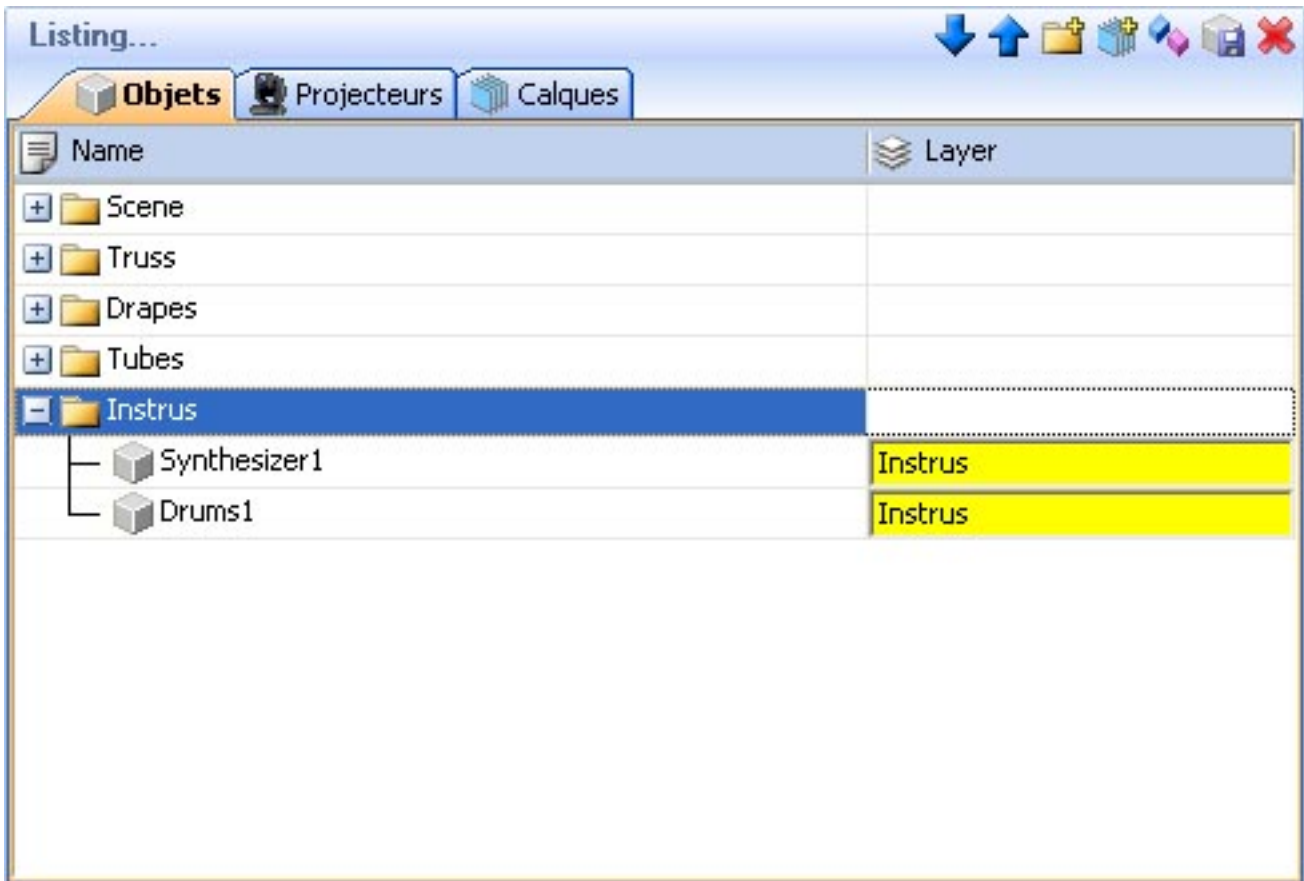 Listing...
Objets Projecteurs Calques
Name Layer
Scene
Truss
Drapes
Tubes
Instrus
Synthesizer1 Instrus
Drums1 Instrus